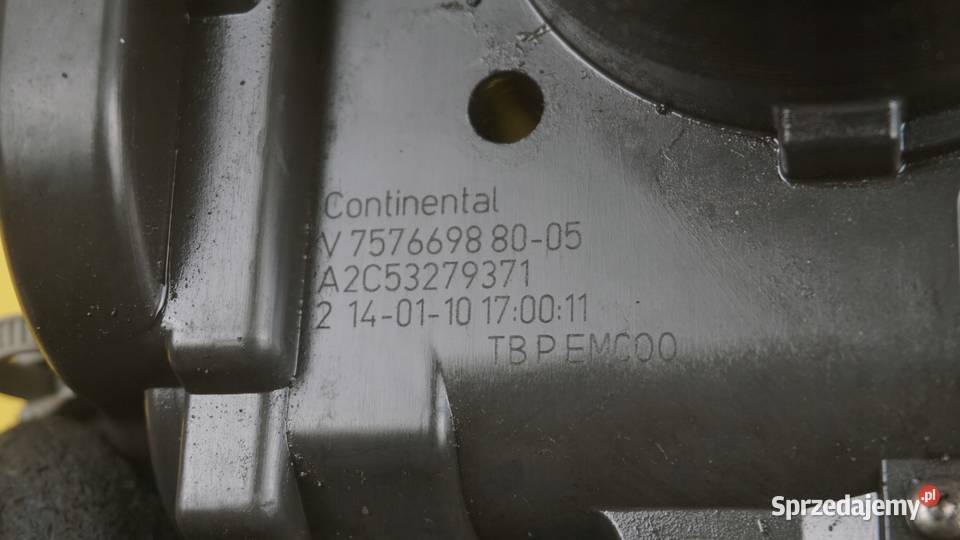 Continental
V 7576698 80-05
A2C53279371
2 14-01-10 17:00:11
TB P EMC00
Sprzedajemy.pl